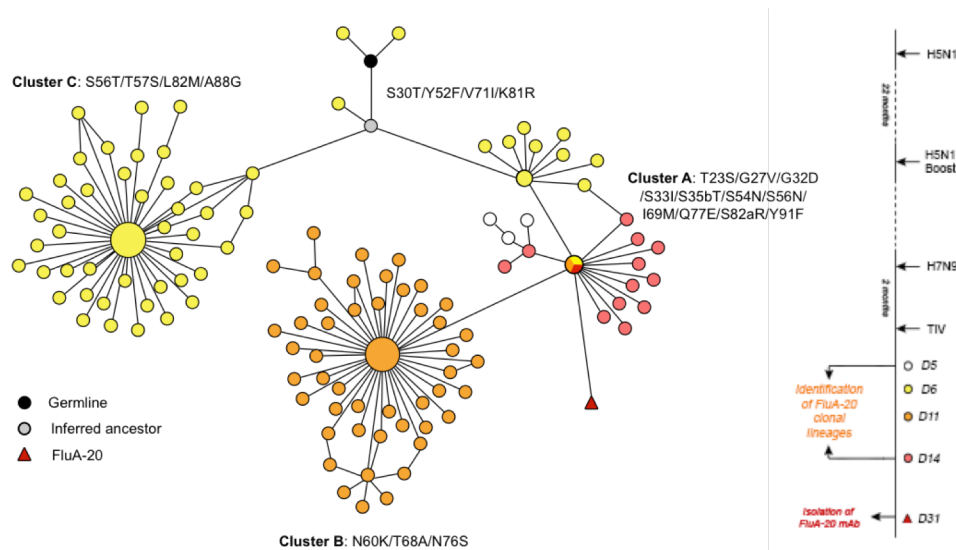 Cluster C: S56T/T57S/L82M/A88G
S30T/Y52F/V71I/K81R
Cluster A: T23S/G27V/G32D
/S33I/S35bT/S54N/S56N/
I69M/Q77E/S82aR/Y91F
Germline
Inferred ancestor
FluA-20
Cluster B: N60K/T68A/N76S
H5N1
22 months
H5N1
Boost
H7N9
2 months
TIV
D5
D6
D11
D14
D31
Identification
of FluA-20
clonal
lineages
Isolation of
FluA-20 mAb